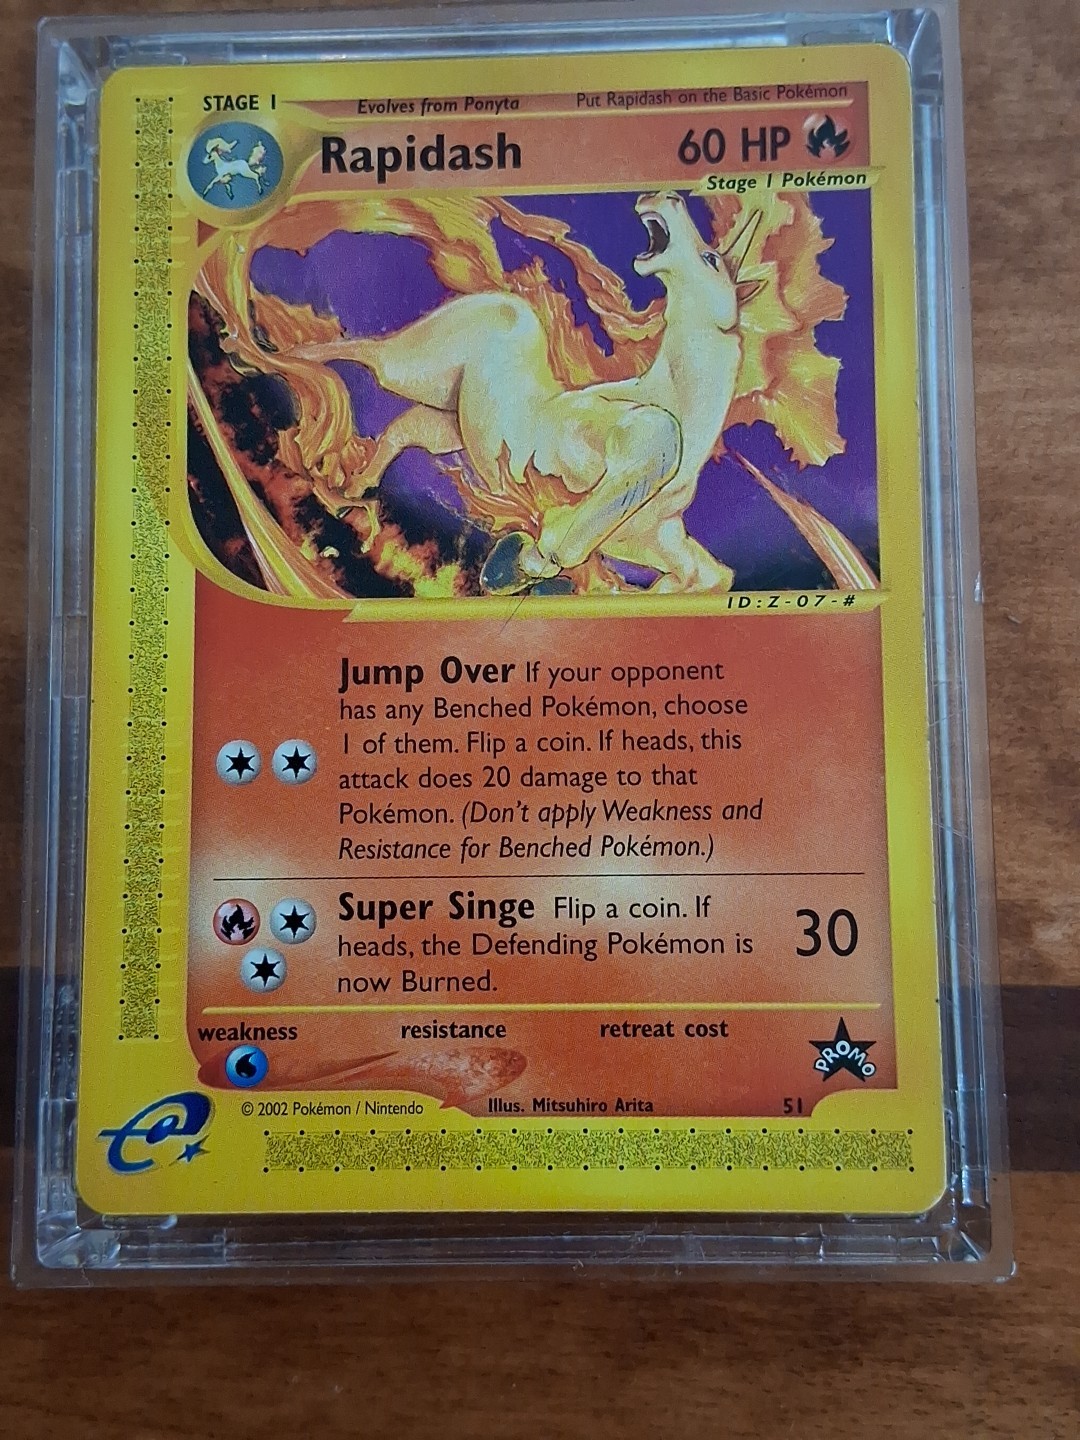 STAGE 1
Evolves from Ponyta
Put Rapidash on the Basic Pokémon
Rapidash
60 HP
Stage 1 Pokémon
ID:Z-07-#
Jump Over If your opponent
has any Benched Pokémon, choose
1 of them. Flip a coin. If heads, this
attack does 20 damage to that
Pokémon. (Don't apply Weakness and
Resistance for Benched Pokémon.)
Super Singe Flip a coin. If
heads, the Defending Pokémon is
now Burned.
30
weakness
resistance
retreat cost
PROMO
© 2002 Pokémon / Nintendo
Illus. Mitsuhiro Arita
51
e